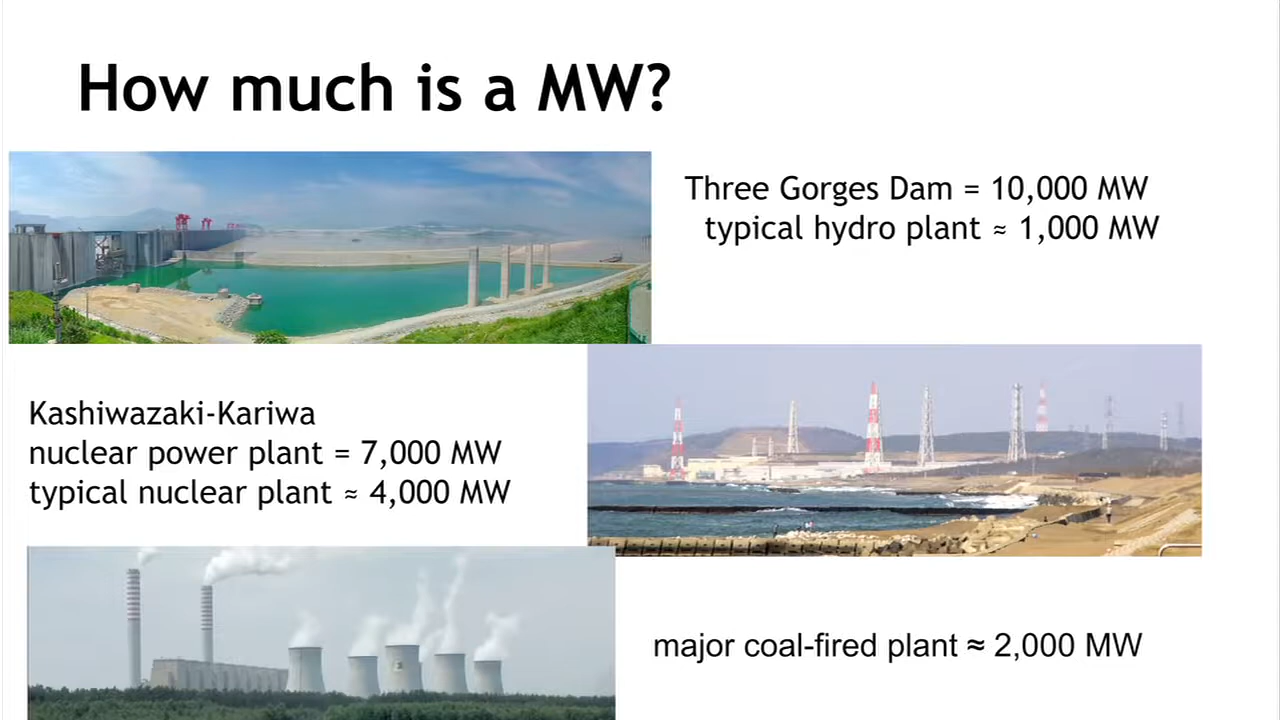 How much is a MW?
Three Gorges Dam = 10,000 MW
typical hydro plant ≈ 1,000 MW
Kashiwazaki-Kariwa
nuclear power plant = 7,000 MW
typical nuclear plant ≈ 4,000 MW
major coal-fired plant ≈ 2,000 MW